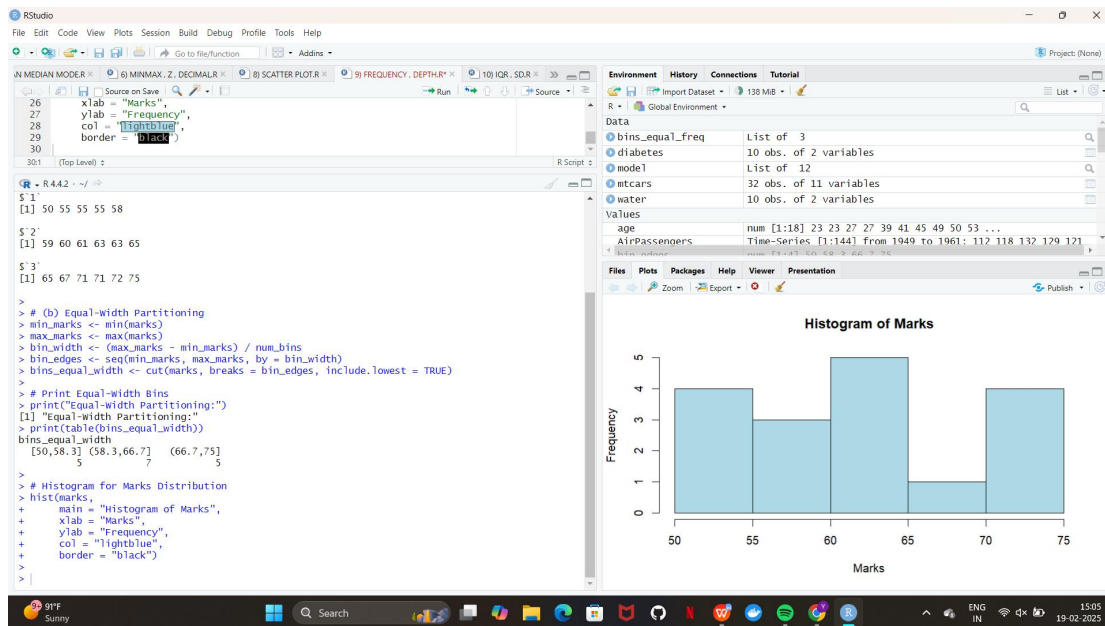 RStudio
File Edit Code View Plots Session Build Debug Profile Tools Help
Go to file/function Addins
Project: (None)
N MEDIAN MODE.R 6) MINMAX . Z . DECIMAL.R 8) SCATTER PLOT.R 9) FREQUENCY . DEPTH.R* 10) IQR . SD.R
Source on Save Run Source
26 xlab = "Marks",
27 ylab = "Frequency",
28 col = "lightblue",
29 border = "black")
30
30:1 (Top Level) R Script
R 4.4.2 · ~/
$`1`
[1] 50 55 55 55 58
$`2`
[1] 59 60 61 63 63 65
$`3`
[1] 65 67 71 71 72 75
>
> # (b) Equal-Width Partitioning
> min_marks <- min(marks)
> max_marks <- max(marks)
> bin_width <- (max_marks - min_marks) / num_bins
> bin_edges <- seq(min_marks, max_marks, by = bin_width)
> bins_equal_width <- cut(marks, breaks = bin_edges, include.lowest = TRUE)
>
> # Print Equal-Width Bins
> print("Equal-Width Partitioning:")
[1] "Equal-Width Partitioning:"
> print(table(bins_equal_width))
bins_equal_width
[50,58.3] (58.3,66.7] (66.7,75]
5 7 5
>
> # Histogram for Marks Distribution
> hist(marks,
+ main = "Histogram of Marks",
+ xlab = "Marks",
+ ylab = "Frequency",
+ col = "lightblue",
+ border = "black")
>
>
Environment History Connections Tutorial
Import Dataset 138 MiB List
R Global Environment
Data
bins_equal_freq List of 3
diabetes 10 obs. of 2 variables
model List of 12
mtcars 32 obs. of 11 variables
water 10 obs. of 2 variables
Values
age num [1:18] 23 23 27 27 39 41 45 49 50 53 ...
AirPassengers Time-Series [1:144] from 1949 to 1961: 112 118 132 129 121
bin_edges num [1:4] 50 58.3 66.7 75
Files Plots Packages Help Viewer Presentation
Zoom Export Publish
Histogram of Marks
Frequency
5
4
3
2
1
0
50 55 60 65 70 75
Marks
9+ 91°F
Sunny
Search
ENG
IN
15:05
19-02-2025